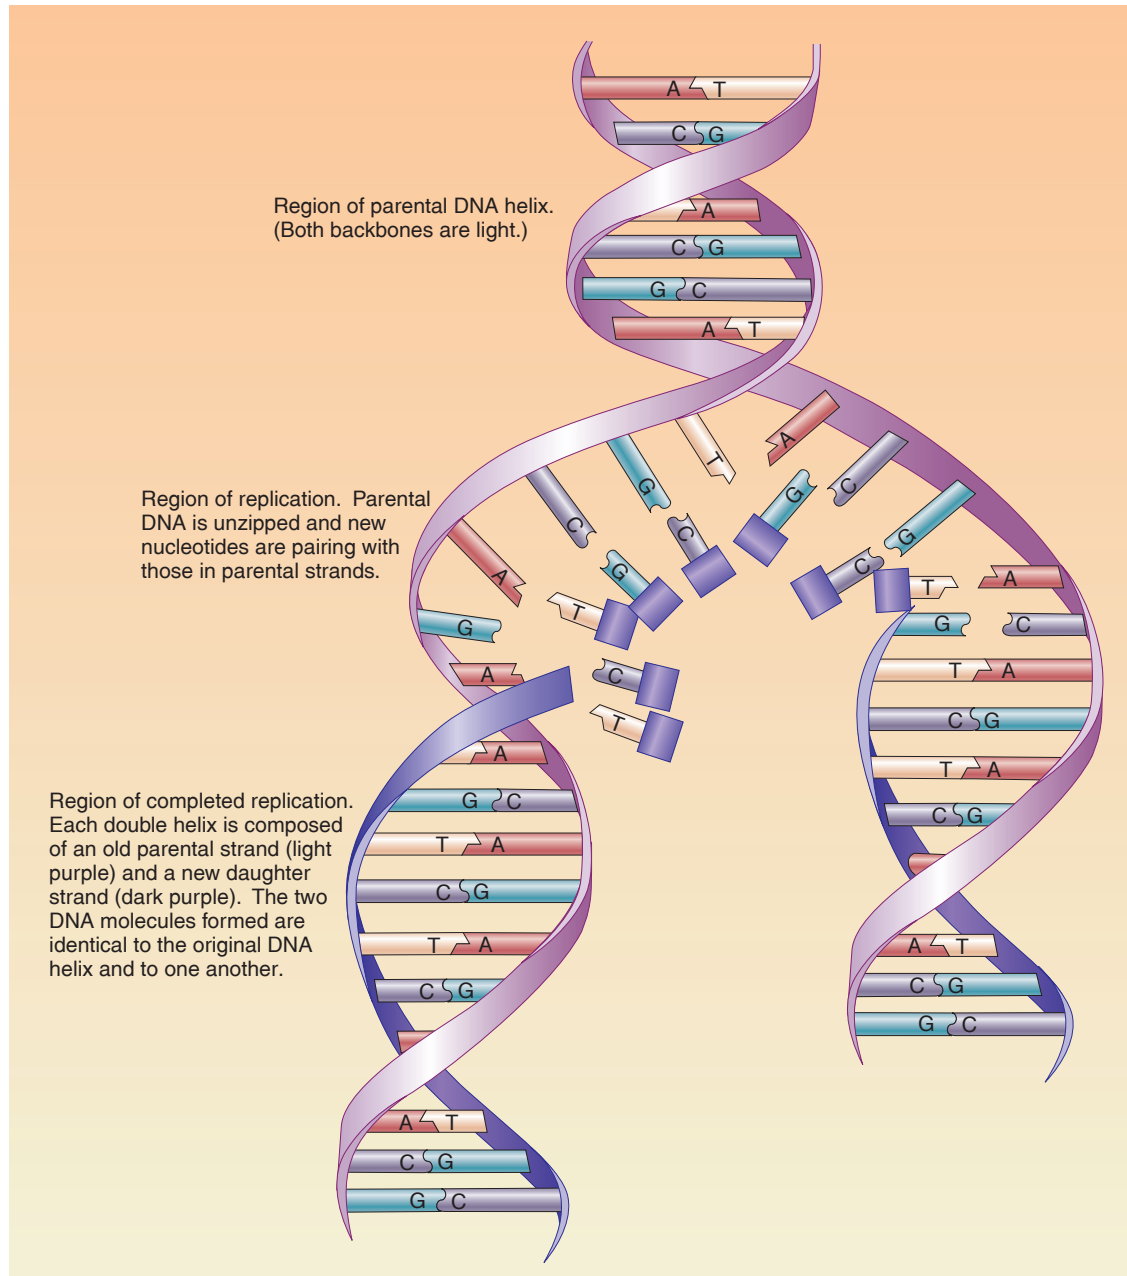 A T
C G
Region of parental DNA helix.
(Both backbones are light.)
A
C G
G C
A T
A
T
G
C
G
C
Region of replication. Parental
DNA is unzipped and new
nucleotides are pairing with
those in parental strands.
G
C
C
G
A
G
C
T A
T
G
G C
A
C
T A
T
C G
A
T A
G C
C G
Region of completed replication.
Each double helix is composed
of an old parental strand (light
purple) and a new daughter
strand (dark purple). The two
DNA molecules formed are
identical to the original DNA
helix and to one another.
T A
C G
T A
C G
A T
C G
G C
A T
C G
G C